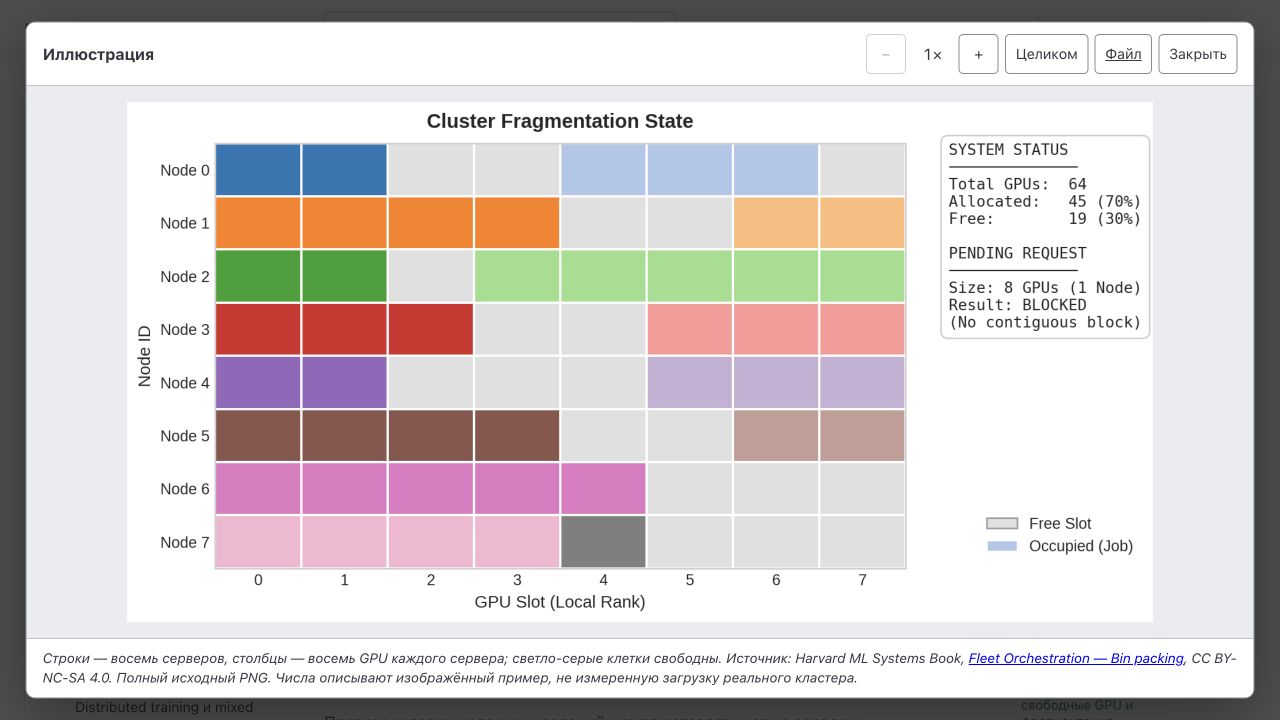 Иллюстрация
−
1×
+
Целиком
Файл
Закрыть
Cluster Fragmentation State
Node ID
Node 0
Node 1
Node 2
Node 3
Node 4
Node 5
Node 6
Node 7
0 1 2 3 4 5 6 7
GPU Slot (Local Rank)
SYSTEM STATUS
Total GPUs: 64
Allocated: 45 (70%)
Free: 19 (30%)
PENDING REQUEST
Size: 8 GPUs (1 Node)
Result: BLOCKED
(No contiguous block)
Free Slot
Occupied (Job)
Строки — восемь серверов, столбцы — восемь GPU каждого сервера; светло-серые клетки свободны. Источник: Harvard ML Systems Book, Fleet Orchestration — Bin packing, CC BY-
NC-SA 4.0. Полный исходный PNG. Числа описывают изображённый пример, не измеренную загрузку реального кластера.
Distributed training и mixed
свободные GPU и